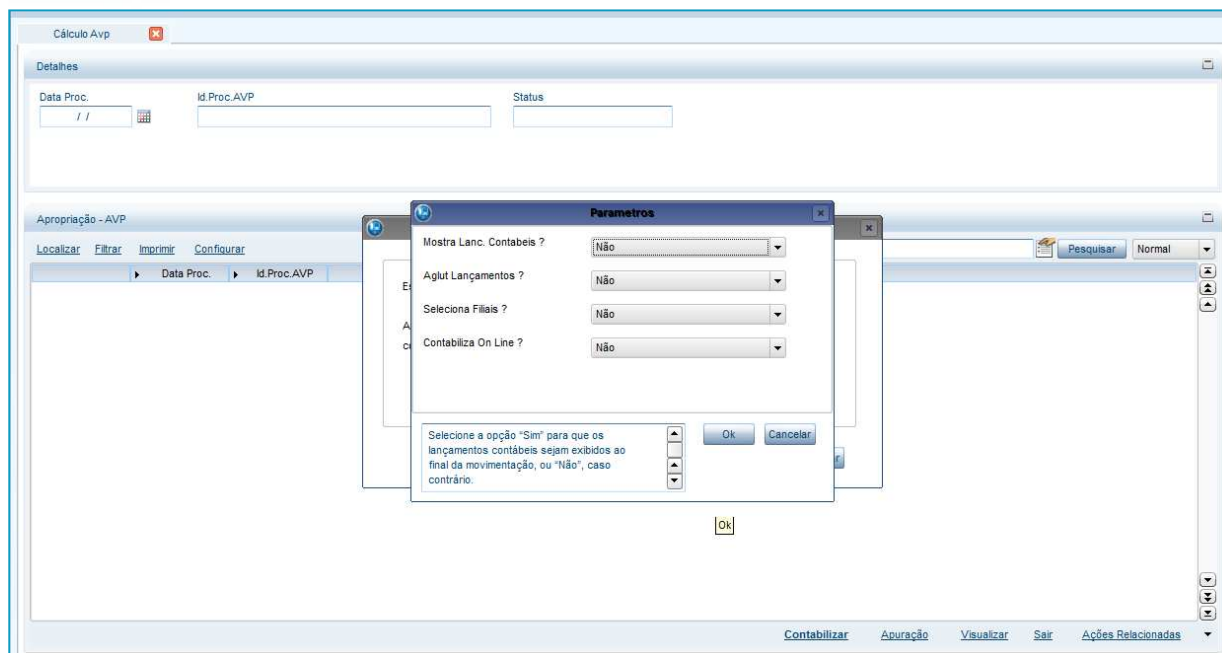 Cálculo Avp
Detalhes
Data Proc. Id.Proc.AVP Status
/ /
Apropriação - AVP
Localizar Filtrar Imprimir Configurar Pesquisar Normal
Data Proc. Id.Proc.AVP
Parametros
Mostra Lanc. Contabeis ? Não
Aglut Lançamentos ? Não
Seleciona Filiais ? Não
Contabiliza On Line ? Não
Selecione a opção “Sim” para que os
lançamentos contábeis sejam exibidos ao
final da movimentação, ou “Não”, caso
contrário.
Ok Cancelar
Ok
Contabilizar Apuração Visualizar Sair Ações Relacionadas